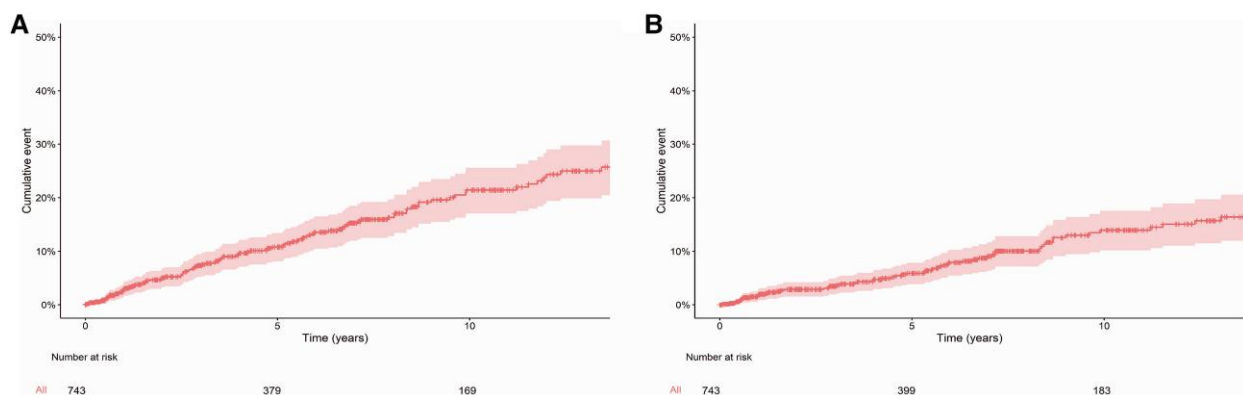 A
50%
40%
30%
20%
10%
0%
Cumulative event
0 5 10
Time (years)
Number at risk
All 743 379 169
B
50%
40%
30%
20%
10%
0%
Cumulative event
0 5 10
Time (years)
Number at risk
All 743 399 183